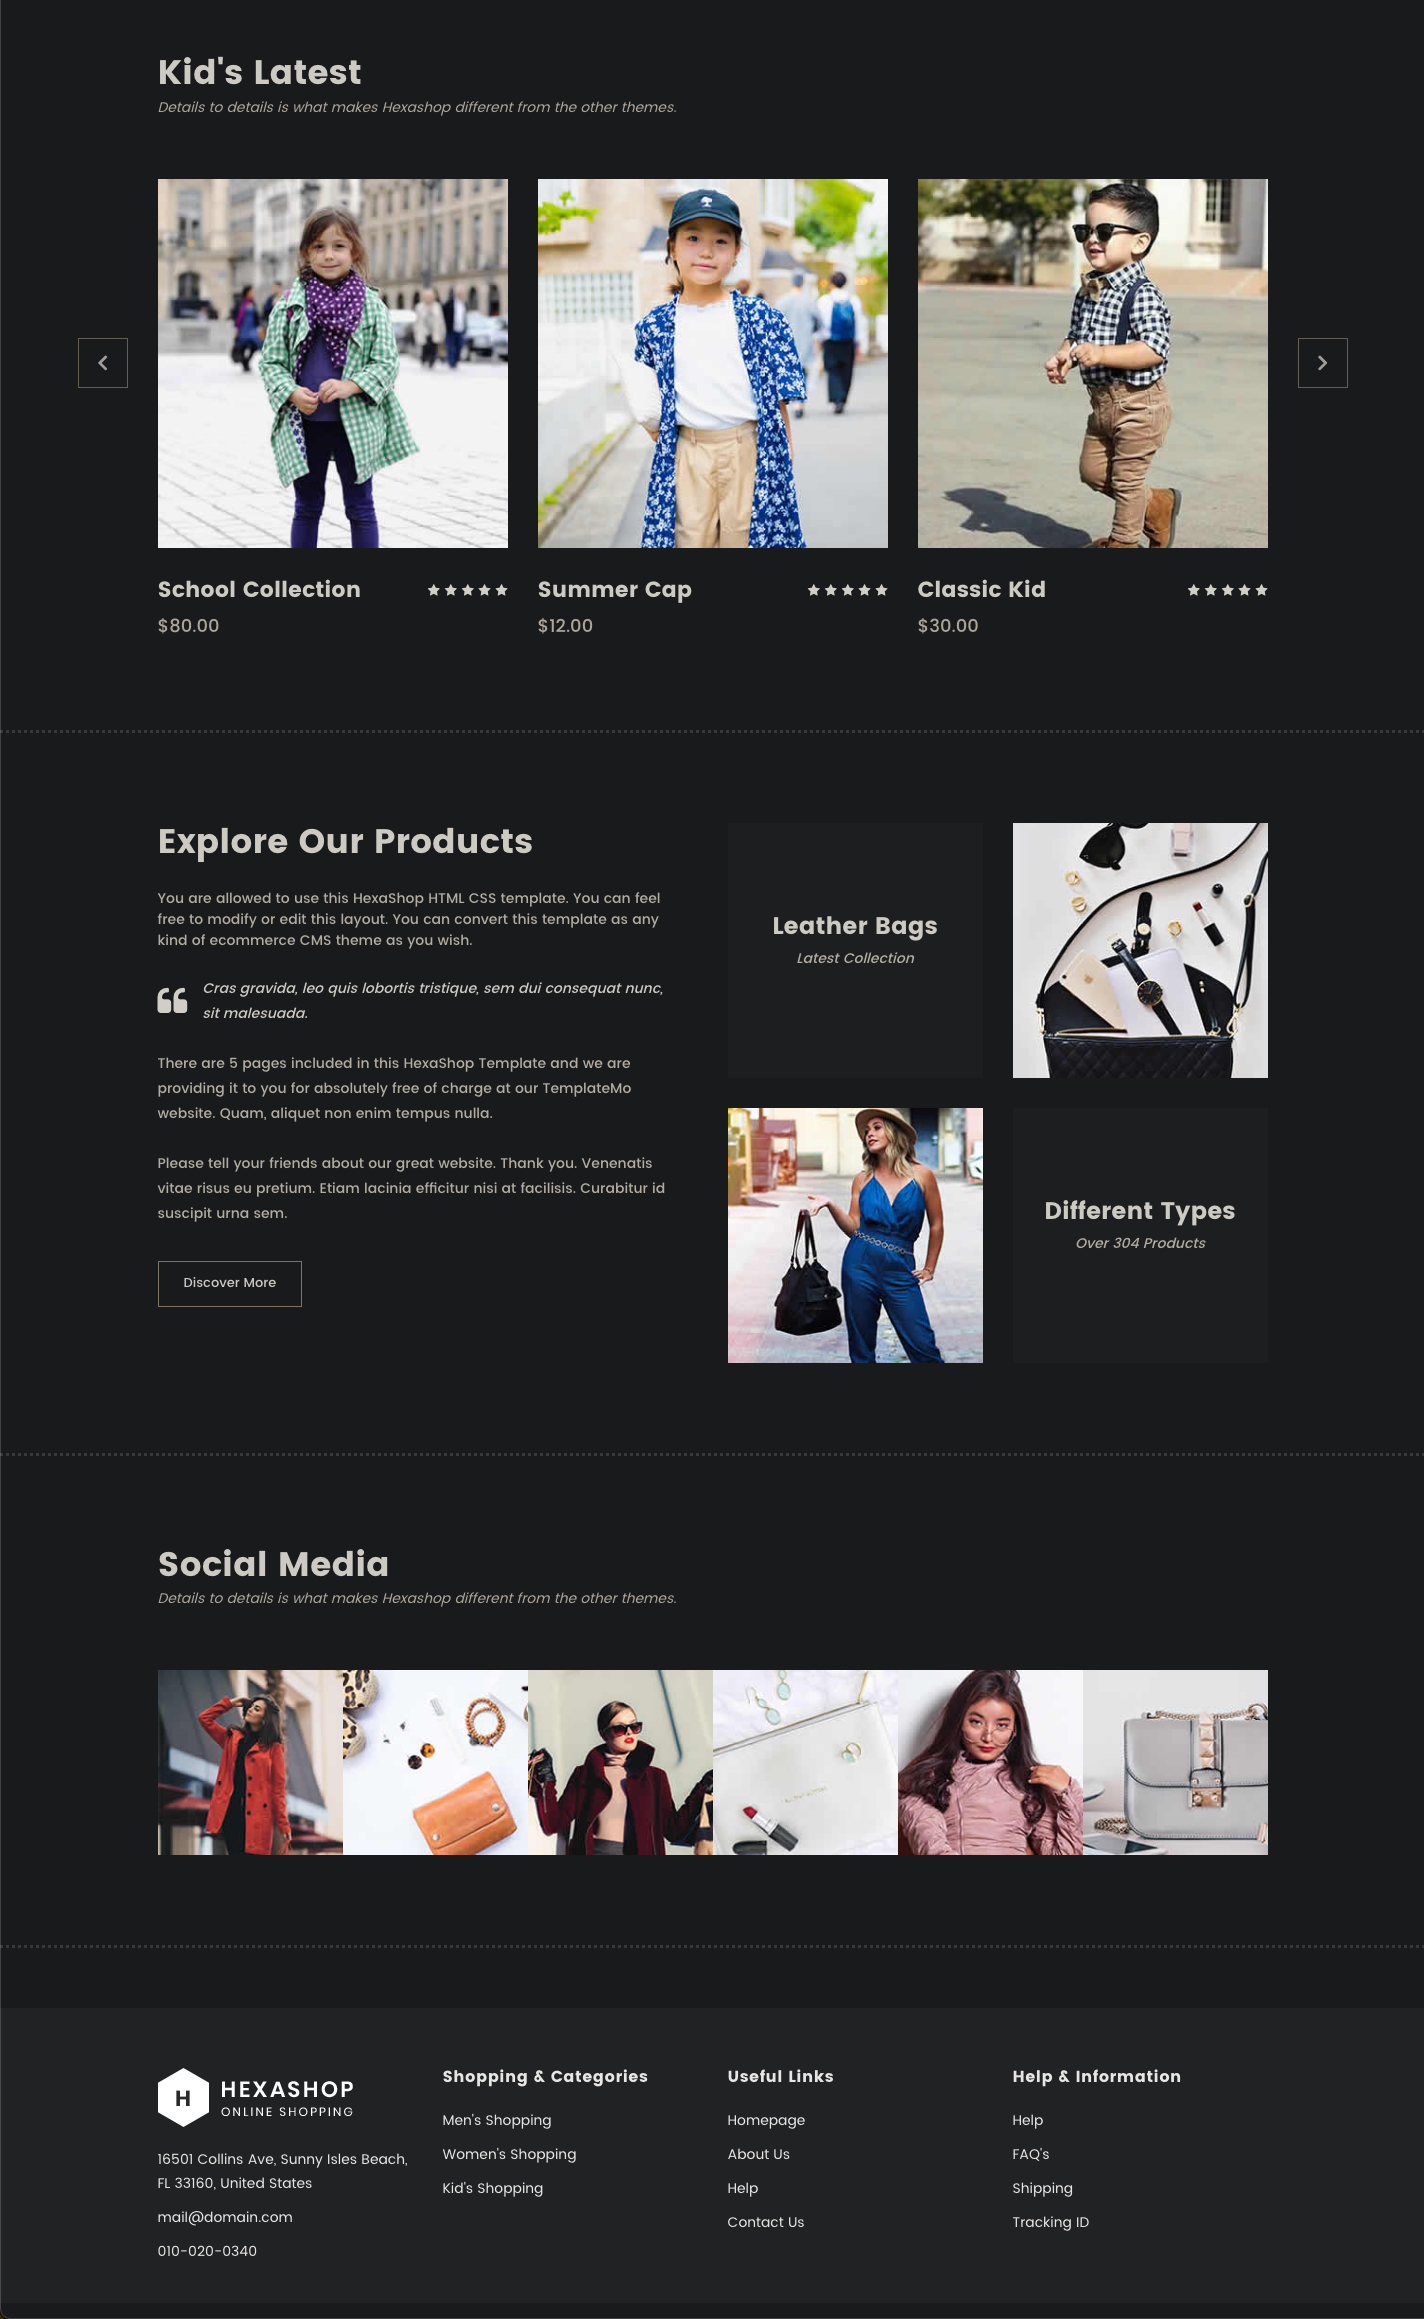 Kid's Latest
Details to details is what makes Hexashop different from the other themes.
School Collection
$80.00
Summer Cap
$12.00
Classic Kid
$30.00
Explore Our Products
You are allowed to use this HexaShop HTML CSS template. You can feel
free to modify or edit this layout. You can convert this template as any
kind of ecommerce CMS theme as you wish.
Cras gravida, leo quis lobortis tristique, sem dui consequat nunc,
sit malesuada.
There are 5 pages included in this HexaShop Template and we are
providing it to you for absolutely free of charge at our TemplateMo
website. Quam, aliquet non enim tempus nulla.
Please tell your friends about our great website. Thank you. Venenatis
vitae risus eu pretium. Etiam lacinia efficitur nisi at facilisis. Curabitur id
suscipit urna sem.
Discover More
Leather Bags
Latest Collection
Different Types
Over 304 Products
Social Media
Details to details is what makes Hexashop different from the other themes.
H
HEXASHOP
ONLINE SHOPPING
16501 Collins Ave, Sunny Isles Beach,
FL 33160, United States
mail@domain.com
010-020-0340
Shopping & Categories
Men's Shopping
Women's Shopping
Kid's Shopping
Useful Links
Homepage
About Us
Help
Contact Us
Help & Information
Help
FAQ's
Shipping
Tracking ID